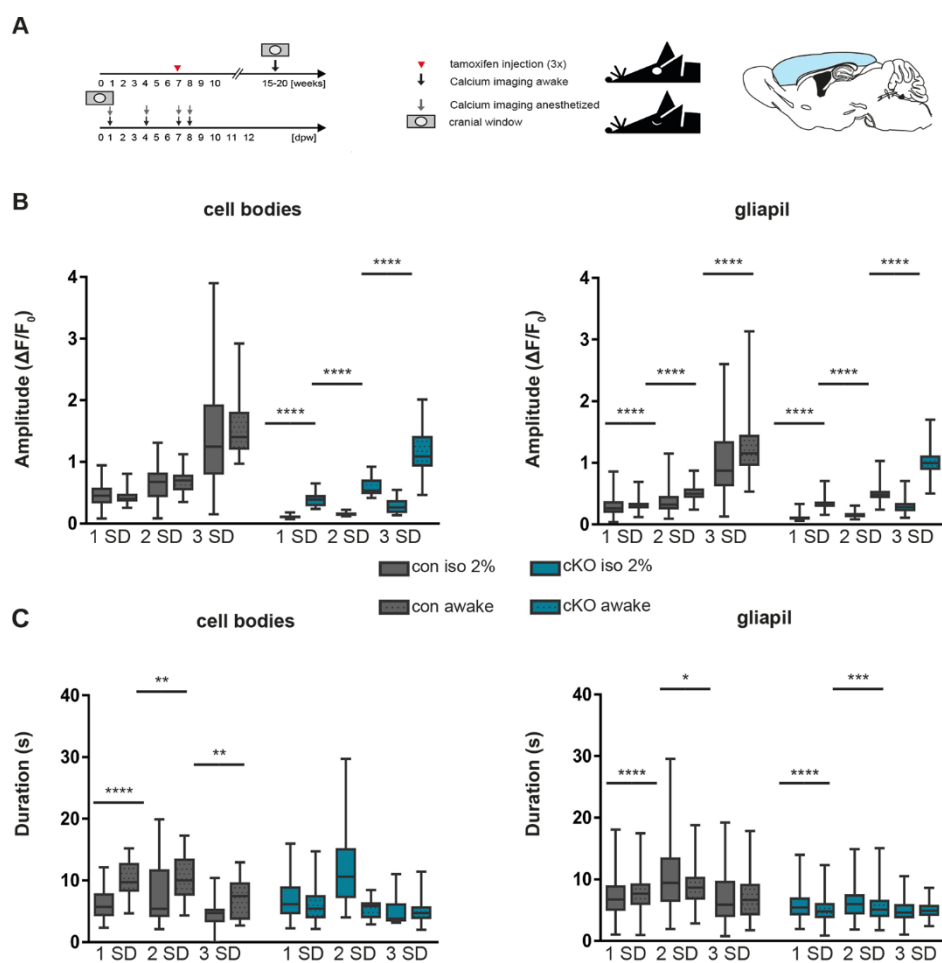 A
0 1 2 3 4 5 6 7 8 9 10 15-20 [weeks]
0 1 2 3 4 5 6 7 8 9 10 11 12 [dpw]
tamoxifen injection (3x)
Calcium imaging awake
Calcium imaging anesthetized
cranial window
B
cell bodies
Amplitude (ΔF/F0)
4
3
2
1
0
**** **** ****
1 SD 2 SD 3 SD 1 SD 2 SD 3 SD
gliapil
Amplitude (ΔF/F0)
4
3
2
1
0
**** **** **** **** **** ****
1 SD 2 SD 3 SD 1 SD 2 SD 3 SD
con iso 2% cKO iso 2%
con awake cKO awake
C
cell bodies
Duration (s)
40
30
20
10
0
**** ** **
1 SD 2 SD 3 SD 1 SD 2 SD 3 SD
gliapil
Duration (s)
40
30
20
10
0
**** * **** ***
1 SD 2 SD 3 SD 1 SD 2 SD 3 SD